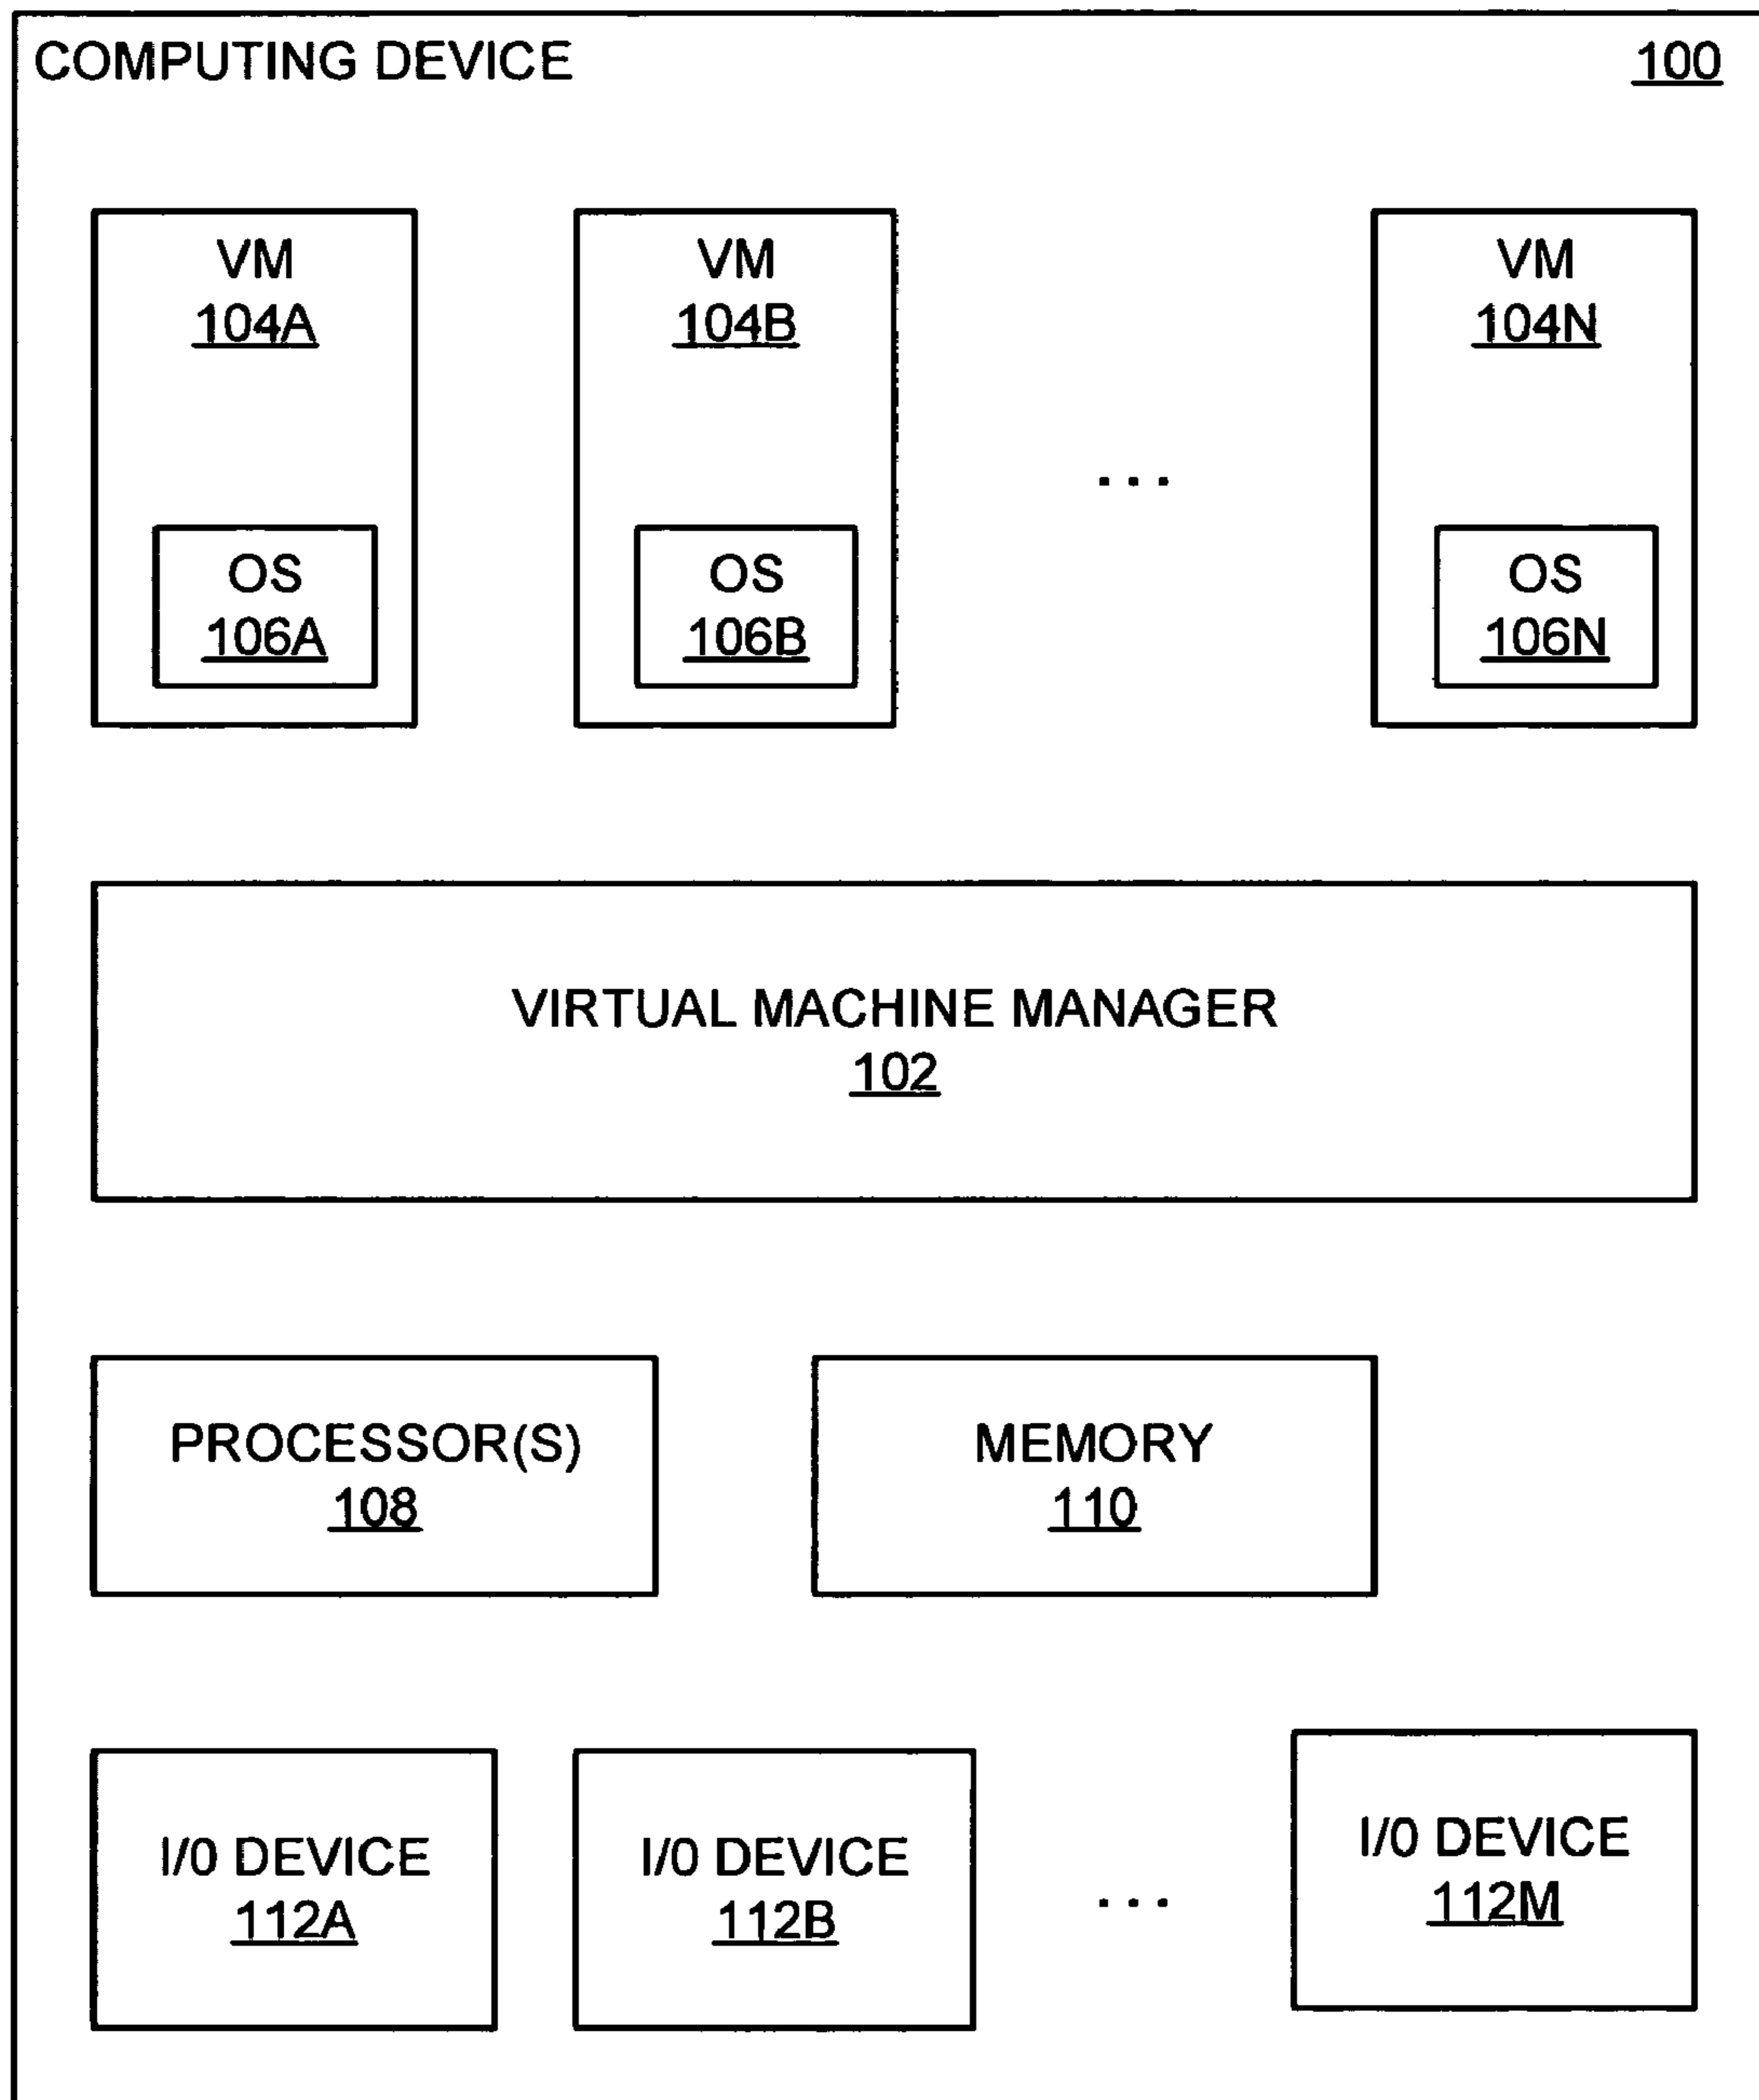 COMPUTING DEVICE 100
VM VM VM
104A 104B 104N
...
OS OS OS
106A 106B 106N
VIRTUAL MACHINE MANAGER
102
PROCESSOR(S) MEMORY
108 110
I/0 DEVICE I/0 DEVICE I/0 DEVICE
112A 112B ... 112M